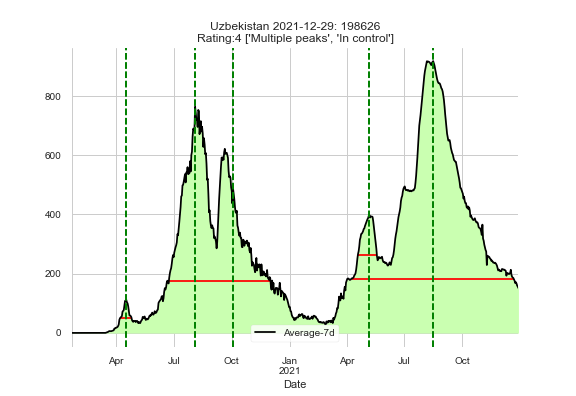 Uzbekistan 2021-12-29: 198626
Rating:4 ['Multiple peaks', 'In control']
800
600
400
200
0
Average-7d
Apr
Jul
Oct
Jan
2021
Apr
Jul
Oct
Date